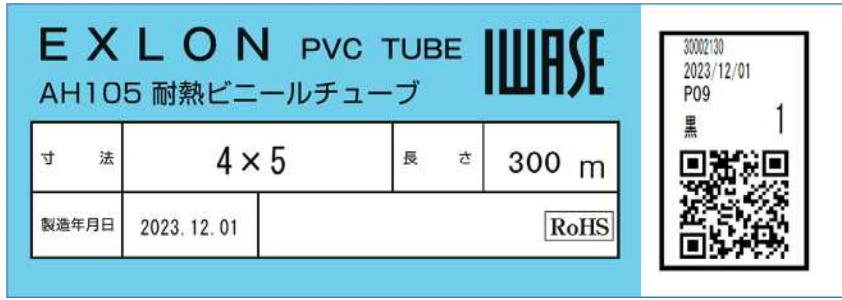 EXLON PVC TUBE IWASE
AH105 耐熱ビニールチューブ
寸 法 4×5 長 さ 300 m
製造年月日 2023.12.01 RoHS
30002130
2023/12/01
P09
黒 1